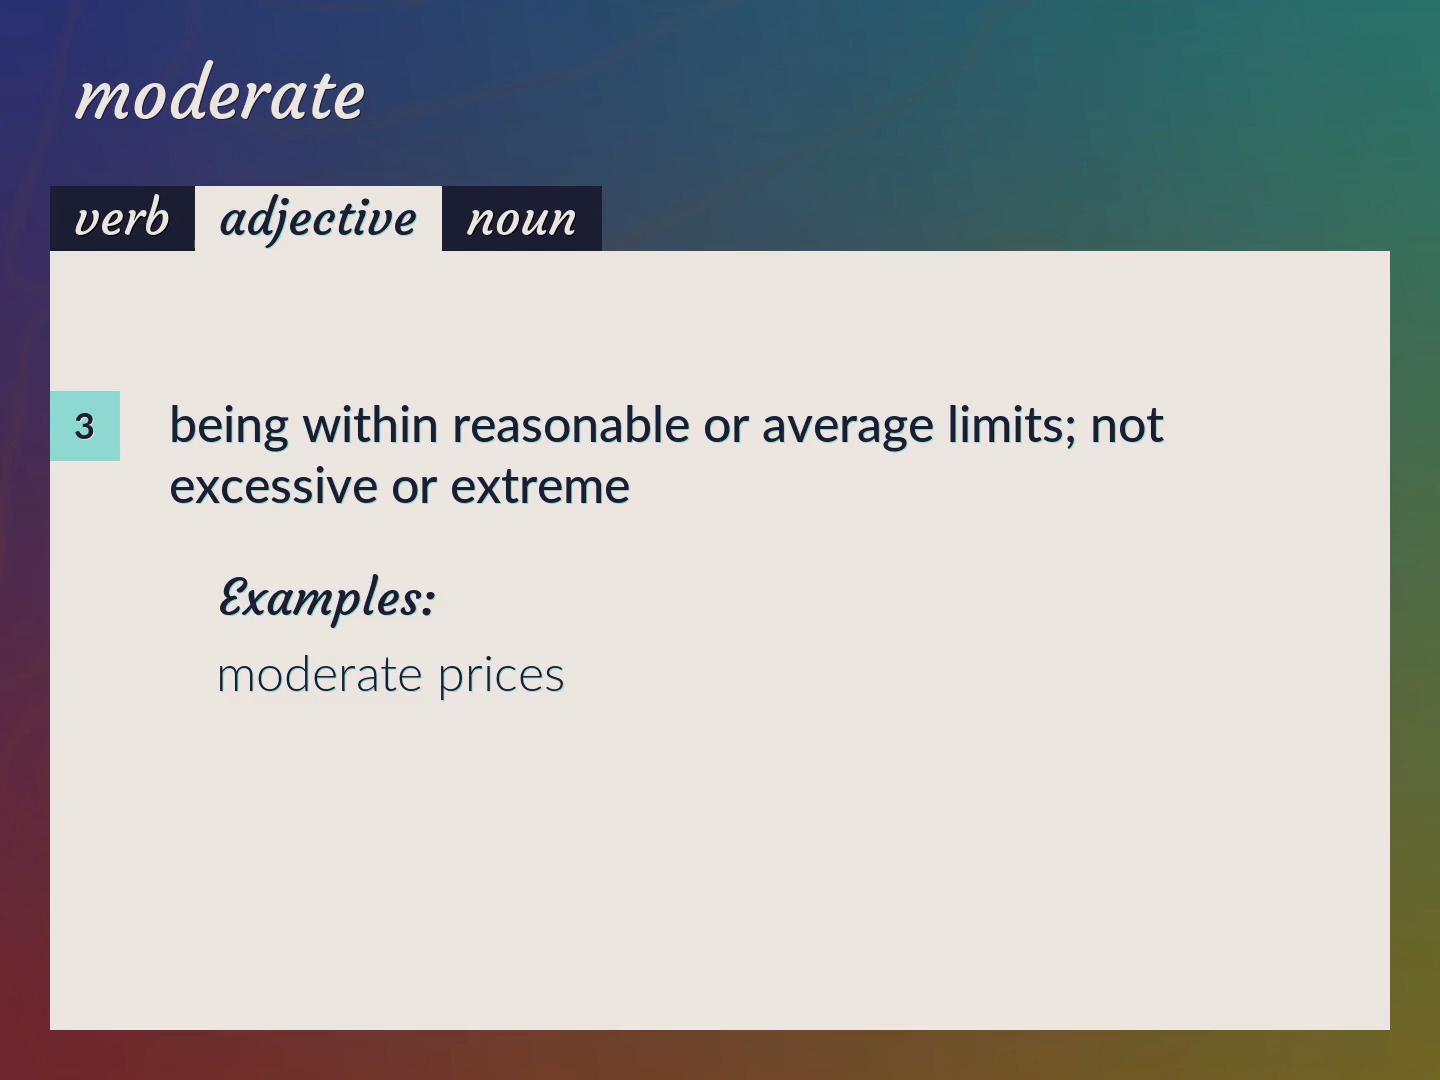 moderate
verb adjective noun
3 being within reasonable or average limits; not
excessive or extreme
Examples:
moderate prices